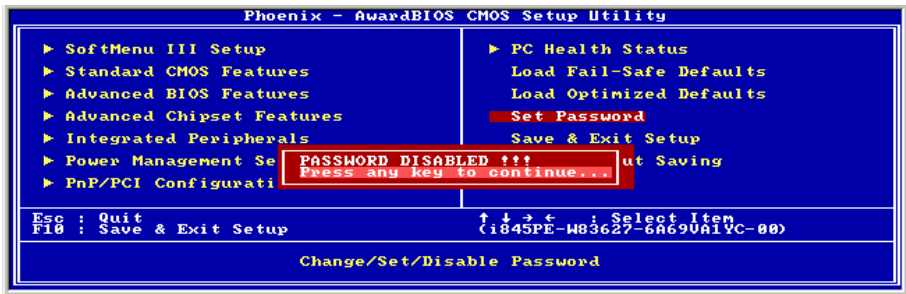 Phoenix - AwardBIOS CMOS Setup Utility
► SoftMenu III Setup
► Standard CMOS Features
► Advanced BIOS Features
► Advanced Chipset Features
► Integrated Peripherals
► Power Management Se
► PnP/PCI Configurati
► PC Health Status
Load Fail-Safe Defaults
Load Optimized Defaults
Set Password
Save & Exit Setup
ut Saving
PASSWORD DISABLED !!!
Press any key to continue...
Esc : Quit
F10 : Save & Exit Setup
↑ ↓ → ← : Select Item
(i845PE-W83627-6A69VA1YC-00)
Change/Set/Disable Password